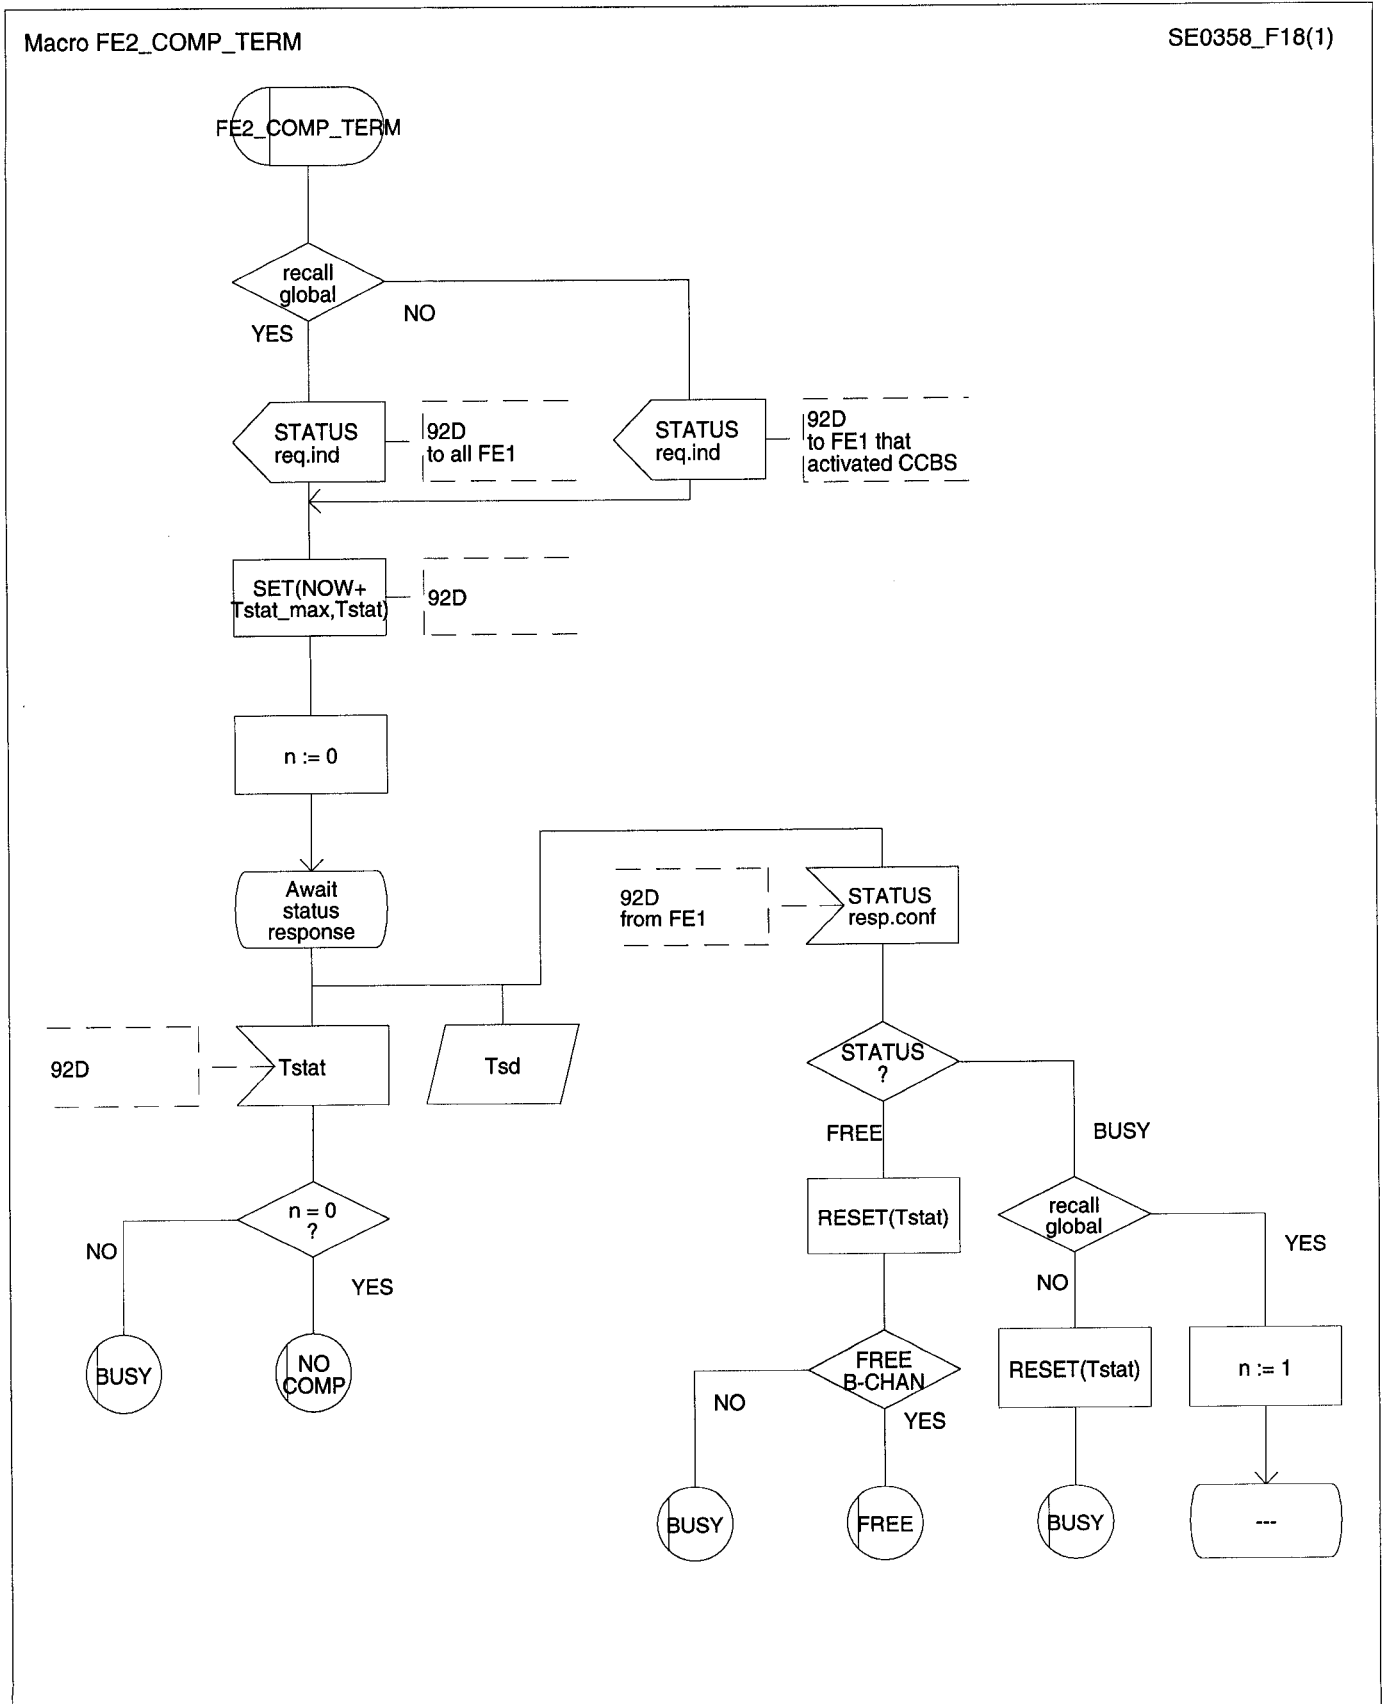 Macro FE2_COMP_TERM
SE0358_F18(1)
FE2_COMP_TERM
recall
global
NO
YES
STATUS
req.ind
92D
to all FE1
STATUS
req.ind
92D
to FE1 that
activated CCBS
SET(NOW+
Tstat_max,Tstat)
92D
n := 0
Await
status
response
92D
from FE1
STATUS
resp.conf
92D
Tstat
Tsd
STATUS
?
FREE
BUSY
n = 0
?
NO
YES
BUSY
NO
COMP
RESET(Tstat)
recall
global
YES
NO
FREE
B-CHAN
NO
YES
RESET(Tstat)
n := 1
BUSY
FREE
BUSY
---